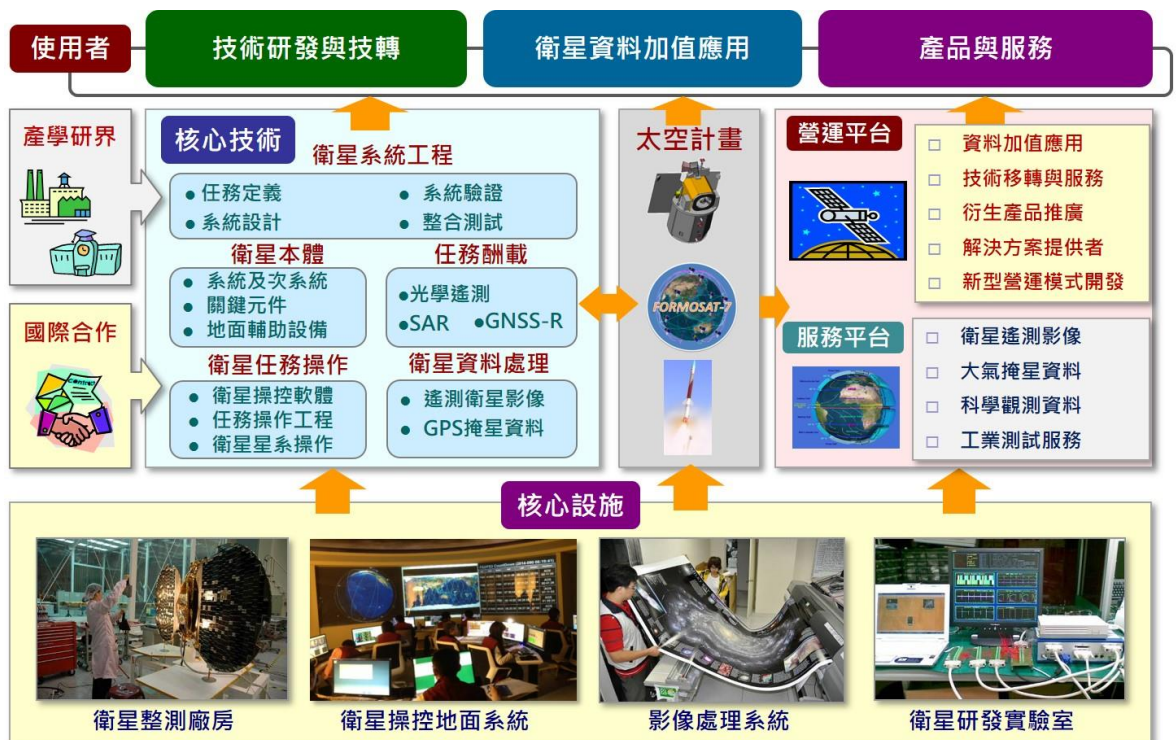 使用者
技術研發與技轉
衛星資料加值應用
產品與服務
產學研界
國際合作
核心技術
衛星系統工程
● 任務定義
● 系統設計
● 系統驗證
● 整合測試
衛星本體
● 系統及次系統
● 關鍵元件
● 地面輔助設備
任務酬載
●光學遙測
●SAR ●GNSS-R
衛星任務操作
● 衛星操控軟體
● 任務操作工程
● 衛星星系操作
衛星資料處理
● 遙測衛星影像
● GPS掩星資料
太空計畫
FORMOSAT-7
營運平台
□ 資料加值應用
□ 技術移轉與服務
□ 衍生產品推廣
□ 解決方案提供者
□ 新型營運模式開發
服務平台
□ 衛星遙測影像
□ 大氣掩星資料
□ 科學觀測資料
□ 工業測試服務
核心設施
衛星整測廠房
衛星操控地面系統
影像處理系統
衛星研發實驗室